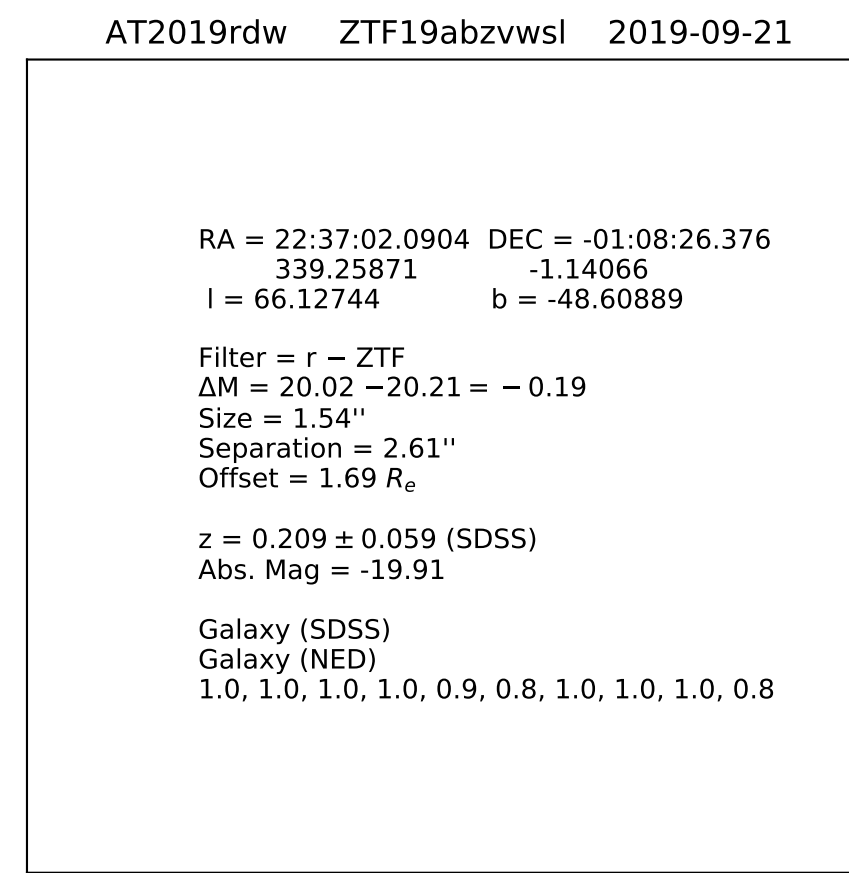 AT2019rdw ZTF19abzvwsl 2019-09-21
RA = 22:37:02.0904 DEC = -01:08:26.376
339.25871 -1.14066
l = 66.12744 b = -48.60889
Filter = r − ZTF
ΔM = 20.02 −20.21 = − 0.19
Size = 1.54''
Separation = 2.61''
Offset = 1.69 Rₑ
z = 0.209 ± 0.059 (SDSS)
Abs. Mag = -19.91
Galaxy (SDSS)
Galaxy (NED)
1.0, 1.0, 1.0, 1.0, 0.9, 0.8, 1.0, 1.0, 1.0, 0.8